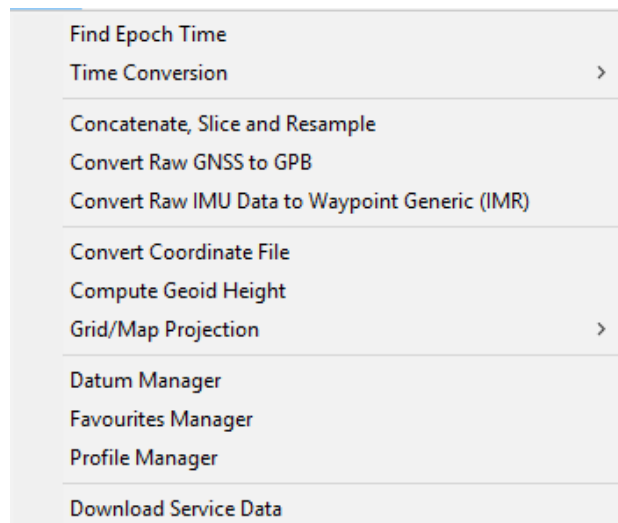 Find Epoch Time
Time Conversion
Concatenate, Slice and Resample
Convert Raw GNSS to GPB
Convert Raw IMU Data to Waypoint Generic (IMR)
Convert Coordinate File
Compute Geoid Height
Grid/Map Projection
Datum Manager
Favourites Manager
Profile Manager
Download Service Data